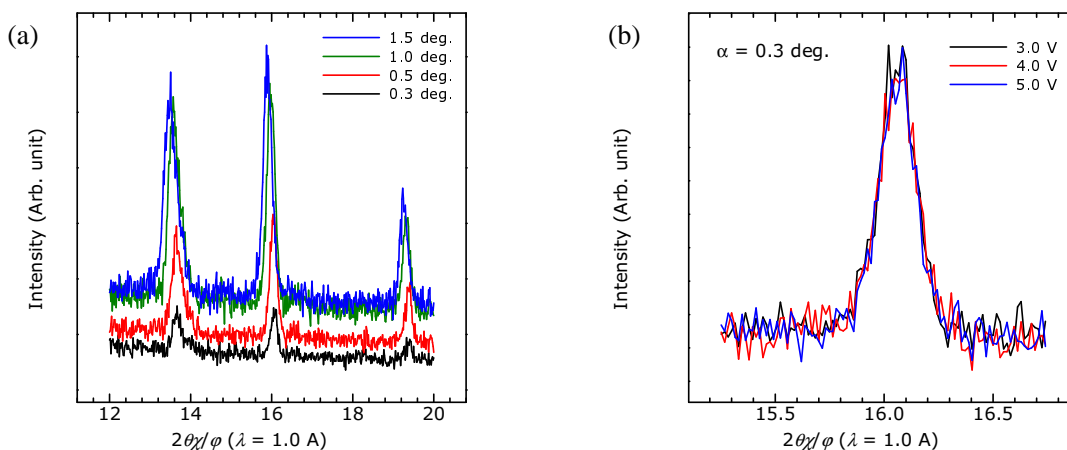 (a)
1.5 deg.
1.0 deg.
0.5 deg.
0.3 deg.
Intensity (Arb. unit)
12 14 16 18 20
2θχ/φ (λ = 1.0 A)
(b)
α = 0.3 deg.
3.0 V
4.0 V
5.0 V
Intensity (Arb. unit)
15.5 16.0 16.5
2θχ/φ (λ = 1.0 A)